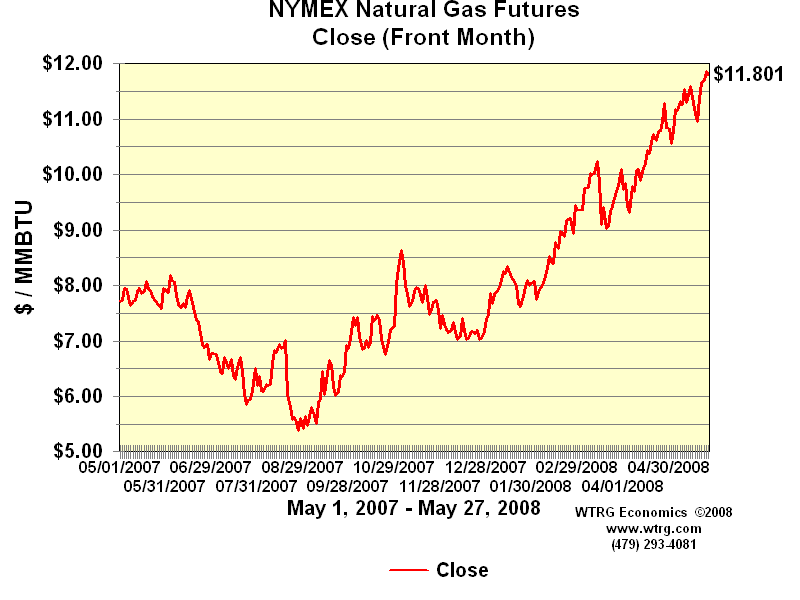 NYMEX Natural Gas Futures
Close (Front Month)
$12.00
$11.801
$11.00
$10.00
$9.00
$8.00
$7.00
$6.00
$5.00
$ / MMBTU
05/01/2007 06/29/2007 08/29/2007 10/29/2007 12/28/2007 02/29/2008 04/30/2008
05/31/2007 07/31/2007 09/28/2007 11/28/2007 01/30/2008 04/01/2008
May 1, 2007 - May 27, 2008
WTRG Economics ©2008
www.wtrg.com
(479) 293-4081
Close